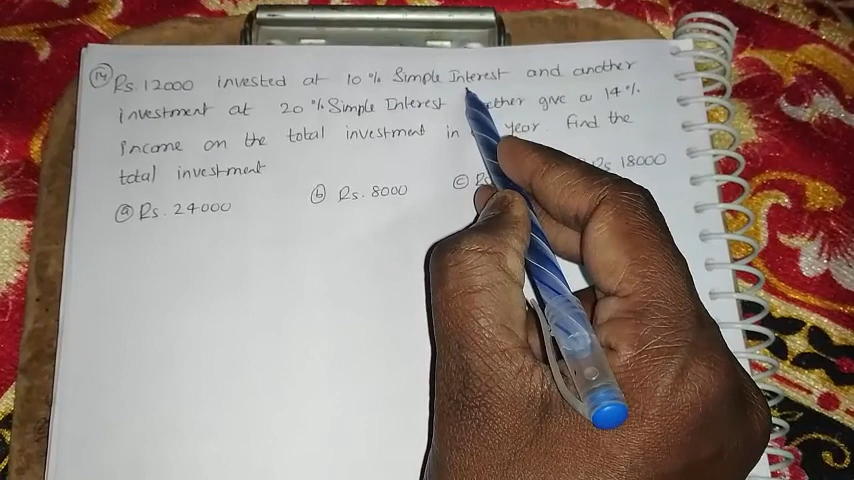 14 Rs. 12000 invested at 10% Simple Interest and another
investment at 20% Simple Interest give a 14%
income on the total investment in year. find the
total investment
a Rs. 24000 b Rs. 8000 c Rs. 18000